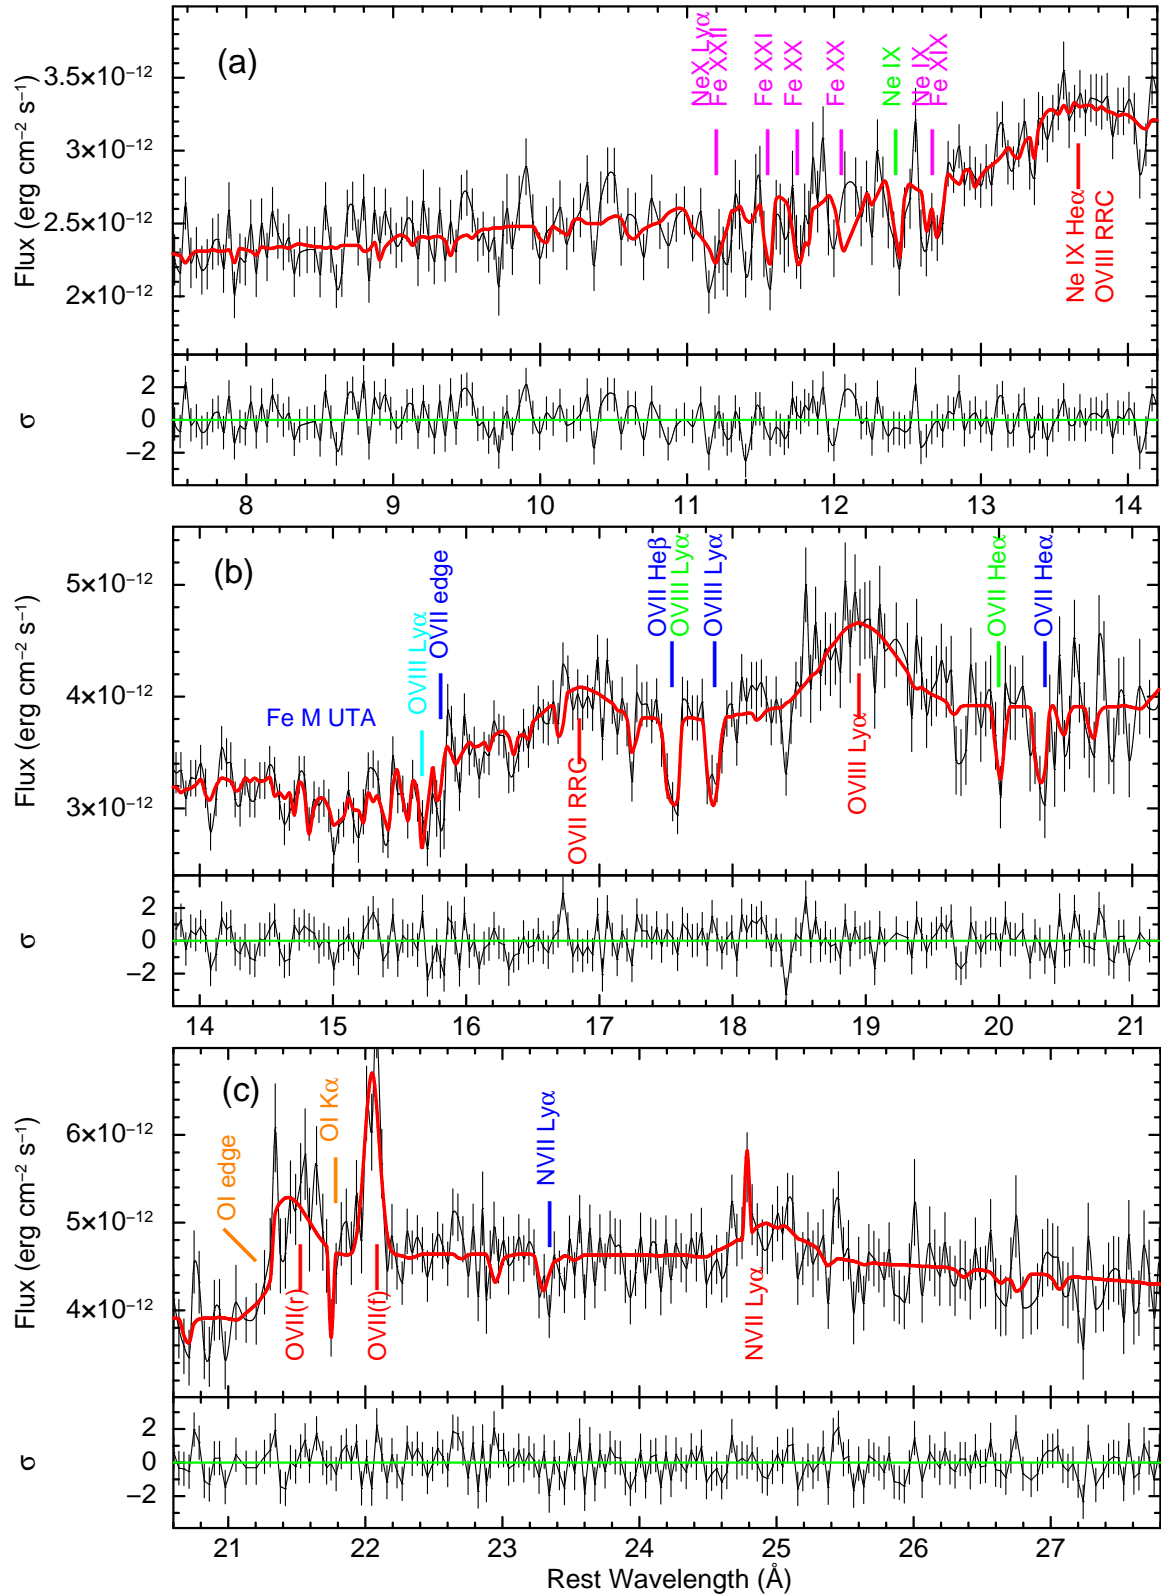 (a)
NeX Lyα
Fe XXII
Fe XXI
Fe XX
Fe XX
Ne IX
Ne IX
Fe XIX
Ne IX Heα
OVIII RRC
Flux (erg cm⁻² s⁻¹)
3.5×10⁻¹²
3×10⁻¹²
2.5×10⁻¹²
2×10⁻¹²
σ
2
0
−2
8 9 10 11 12 13 14
(b)
Fe M UTA
OVIII Lyα
OVII edge
OVII RRC
OVII Heβ
OVIII Lyα
OVIII Lyα
OVIII Lyα
OVII Heα
OVII Heα
Flux (erg cm⁻² s⁻¹)
5×10⁻¹²
4×10⁻¹²
3×10⁻¹²
σ
2
0
−2
14 15 16 17 18 19 20 21
(c)
OI edge
OI Kα
OVII(r)
OVII(f)
NVII Lyα
NVII Lyα
Flux (erg cm⁻² s⁻¹)
6×10⁻¹²
5×10⁻¹²
4×10⁻¹²
σ
2
0
−2
21 22 23 24 25 26 27
Rest Wavelength (Å)